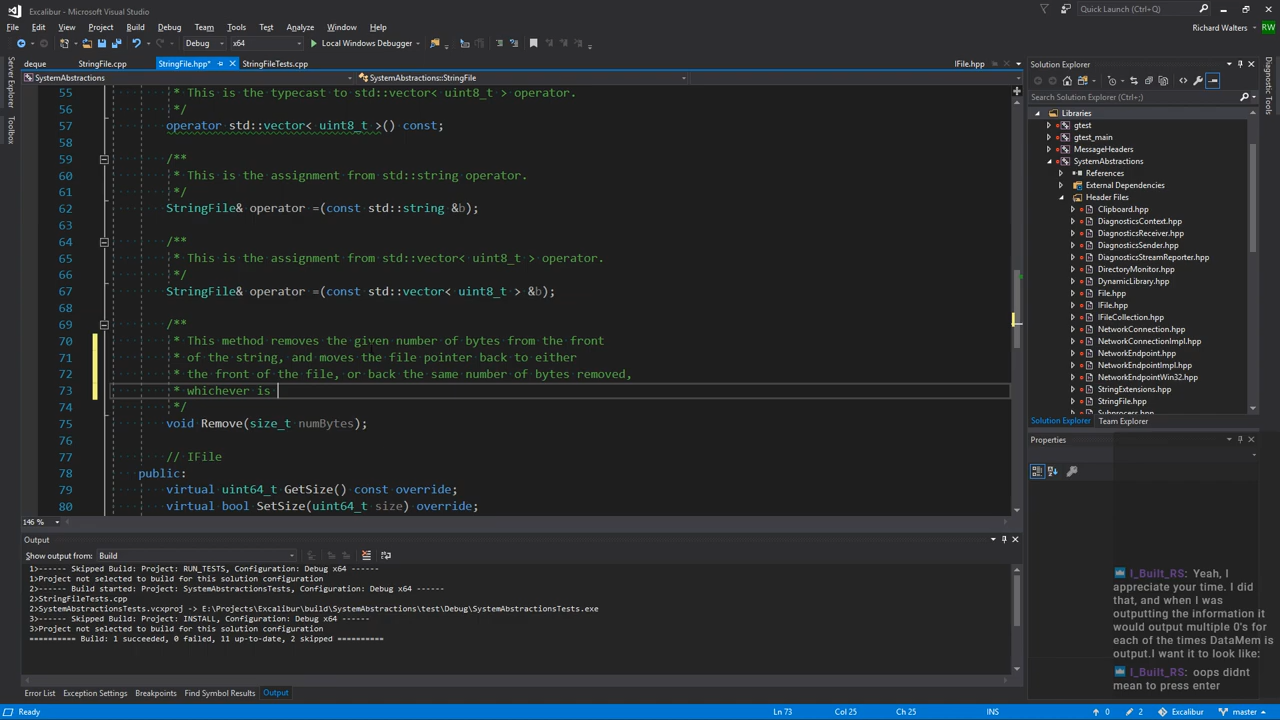 Excalibur - Microsoft Visual Studio
Quick Launch (Ctrl+Q)
File Edit View Project Build Debug Team Tools Test Analyze Window Help
Richard Walters RW
Debug x64 Local Windows Debugger
deque StringFile.cpp StringFile.hpp* StringFileTests.cpp IFile.hpp
SystemAbstractions SystemAbstractions::StringFile
Server Explorer
Toolbox
55 * This is the typecast to std::vector< uint8_t > operator.
56 */
57 operator std::vector< uint8_t >() const;
58
59 /**
60 * This is the assignment from std::string operator.
61 */
62 StringFile& operator =(const std::string &b);
63
64 /**
65 * This is the assignment from std::vector< uint8_t > operator.
66 */
67 StringFile& operator =(const std::vector< uint8_t > &b);
68
69 /**
70 * This method removes the given number of bytes from the front
71 * of the string, and moves the file pointer back to either
72 * the front of the file, or back the same number of bytes removed,
73 * whichever is
74 */
75 void Remove(size_t numBytes);
76
77 // IFile
78 public:
79 virtual uint64_t GetSize() const override;
80 virtual bool SetSize(uint64_t size) override;
146 %
Output
Show output from: Build
1>------ Skipped Build: Project: RUN_TESTS, Configuration: Debug x64 ------
1>Project not selected to build for this solution configuration
2>------ Build started: Project: SystemAbstractionsTests, Configuration: Debug x64 ------
2>StringFileTests.cpp
2>SystemAbstractionsTests.vcxproj -> E:\Projects\Excalibur\build\SystemAbstractions\test\Debug\SystemAbstractionsTests.exe
3>------ Skipped Build: Project: INSTALL, Configuration: Debug x64 ------
3>Project not selected to build for this solution configuration
========== Build: 1 succeeded, 0 failed, 11 up-to-date, 2 skipped ==========
Error List Exception Settings Breakpoints Find Symbol Results Output
Solution Explorer
Search Solution Explorer (Ctrl+;)
Libraries
gtest
gtest_main
MessageHeaders
SystemAbstractions
References
External Dependencies
Header Files
Clipboard.hpp
DiagnosticsContext.hpp
DiagnosticsReceiver.hpp
DiagnosticsSender.hpp
DiagnosticsStreamReporter.hpp
DirectoryMonitor.hpp
DynamicLibrary.hpp
File.hpp
IFile.hpp
IFileCollection.hpp
NetworkConnection.hpp
NetworkConnectionImpl.hpp
NetworkEndpoint.hpp
NetworkEndpointImpl.hpp
NetworkEndpointWin32.hpp
StringExtensions.hpp
StringFile.hpp
Subprocess.hpp
Solution Explorer Team Explorer
Properties
Diagnostic Tools
I_Built_RS: Yeah, I
appreciate your time. I did
that, and when I was
outputting the information it
would output multiple 0's for
each of the times DataMem is
output.I want it to look like:
I_Built_RS: oops didnt
mean to press enter
Ready Ln 73 Col 25 Ch 25 INS 0 2 Excalibur master